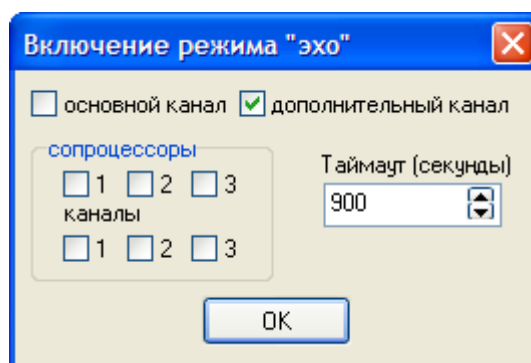 Включение режима "эхо"
основной канал дополнительный канал
сопроцессоры
1 2 3
каналы
1 2 3
Таймаут (секунды)
900
OK